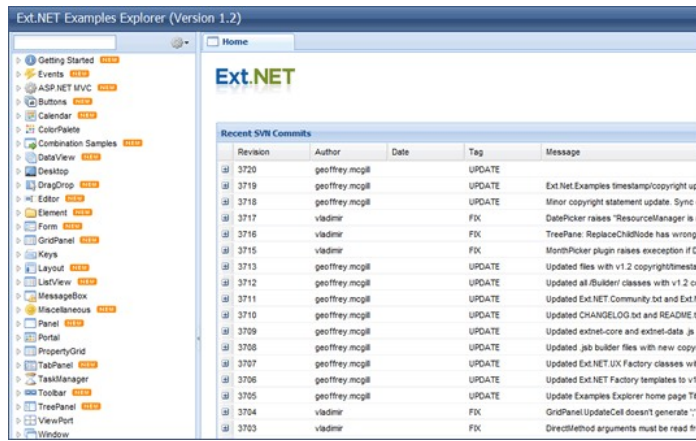 Ext.NET Examples Explorer (Version 1.2)
Getting Started NEW
Events NEW
ASP.NET MVC NEW
Buttons NEW
Calendar NEW
ColorPalete
Combination Samples NEW
DataView NEW
Desktop
DragDrop NEW
Editor NEW
Element NEW
Form NEW
GridPanel NEW
Keys
Layout NEW
ListView NEW
MessageBox
Miscellaneous NEW
Panel NEW
Portal
PropertyGrid
TabPanel NEW
TaskManager
Toolbar NEW
TreePanel NEW
ViewPort
Window
Home
Ext.NET
Recent SVN Commits
Revision Author Date Tag Message
3720 geoffrey.mcgill UPDATE
3719 geoffrey.mcgill UPDATE Ext.Net.Examples timestamp/copyright up
3718 geoffrey.mcgill UPDATE Minor copyright statement update. Sync
3717 vladimir FIX DatePicker raises "ResourceManager is
3716 vladimir FIX TreePane: ReplaceChildNode has wrong
3715 vladimir FIX MonthPicker plugin raises exeception if D
3713 geoffrey.mcgill UPDATE Updated files with v1.2 copyright/timesta
3712 geoffrey.mcgill UPDATE Updated all /Builder/ classes with v1.2 co
3711 geoffrey.mcgill UPDATE Updated Ext.NET.Community.txt and Ext.
3710 geoffrey.mcgill UPDATE Updated CHANGELOG.txt and README.t
3709 geoffrey.mcgill UPDATE Updated extnet-core and extnet-data .js
3708 geoffrey.mcgill UPDATE Updated .jsb builder files with new copy
3707 geoffrey.mcgill UPDATE Updated Ext.NET.UX Factory classes wit
3706 geoffrey.mcgill UPDATE Updated Ext.NET Factory templates to v1
3705 geoffrey.mcgill UPDATE Update Examples Explorer home page Tit
3704 vladimir FIX GridPanel.UpdateCell doesn't generate ';'
3703 vladimir FIX DirectMethod arguments must be read fr